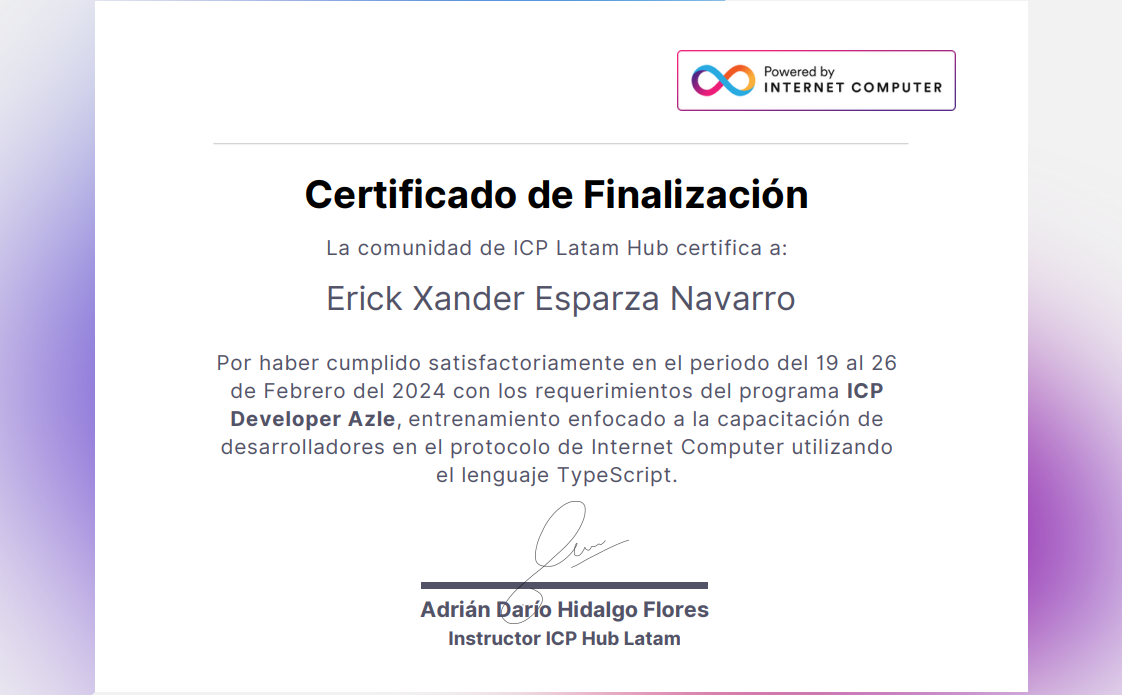 Powered by
INTERNET COMPUTER
Certificado de Finalización
La comunidad de ICP Latam Hub certifica a:
Erick Xander Esparza Navarro
Por haber cumplido satisfactoriamente en el periodo del 19 al 26
de Febrero del 2024 con los requerimientos del programa ICP
Developer Azle, entrenamiento enfocado a la capacitación de
desarrolladores en el protocolo de Internet Computer utilizando
el lenguaje TypeScript.
Adrián Darío Hidalgo Flores
Instructor ICP Hub Latam